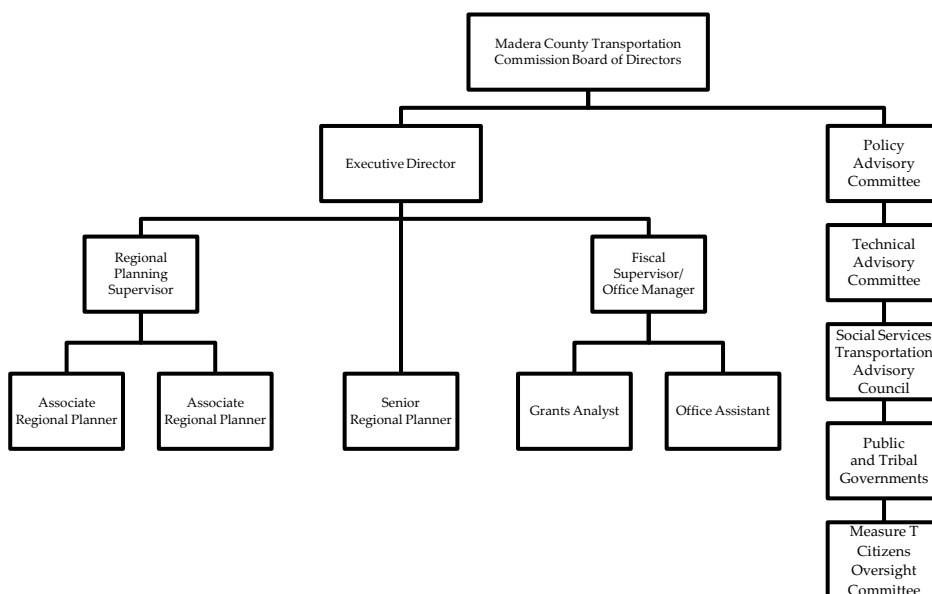 Madera County Transportation
Commission Board of Directors
Executive Director
Policy
Advisory
Committee
Regional
Planning
Supervisor
Fiscal
Supervisor/
Office Manager
Technical
Advisory
Committee
Social Services
Transportation
Advisory
Council
Associate
Regional Planner
Associate
Regional Planner
Senior
Regional Planner
Grants Analyst
Office Assistant
Public
and Tribal
Governments
Measure T
Citizens
Oversight
Committee